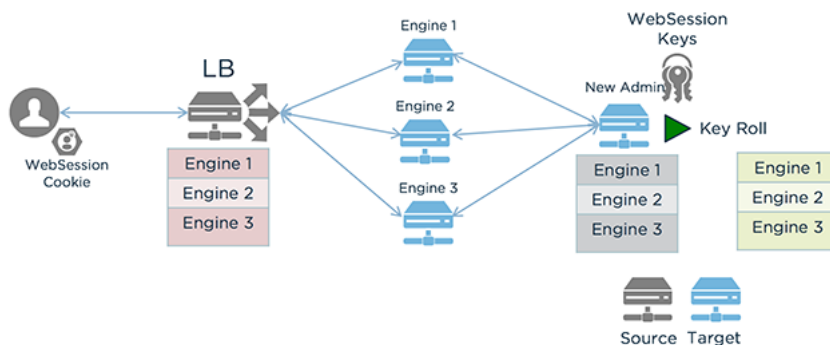 WebSession
Keys
Engine 1
LB
New Admin
Engine 2
Key Roll
WebSession
Cookie
Engine 1
Engine 2
Engine 3
Engine 3
Engine 1
Engine 2
Engine 3
Engine 1
Engine 2
Engine 3
Source
Target